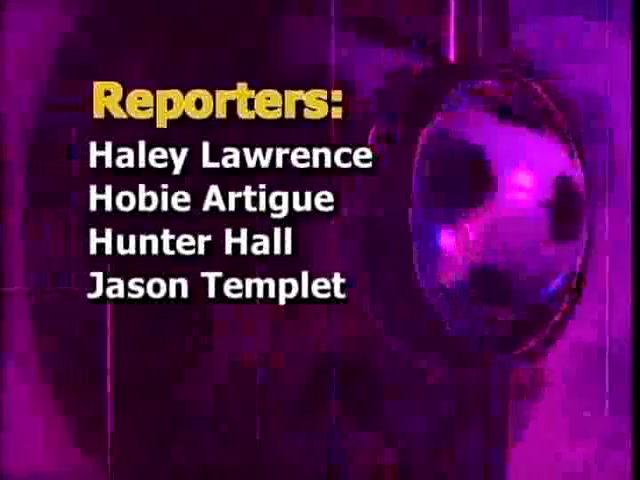 Reporters:
Haley Lawrence
Hobie Artigue
Hunter Hall
Jason Templet